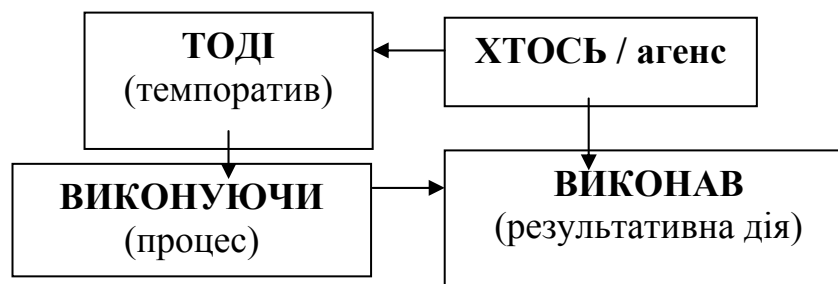 ТОДІ
(темпоратив)
ХТОСЬ / агенс
ВИКОНУЮЧИ
(процес)
ВИКОНАВ
(результативна дія)